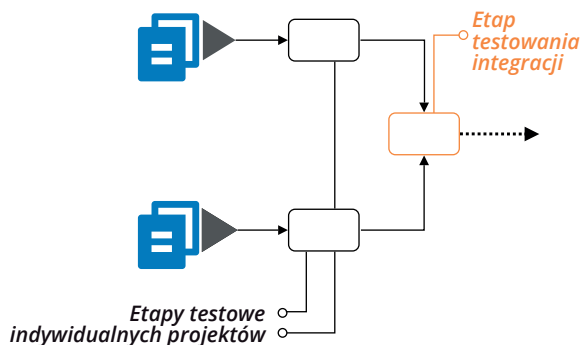 Etap
testowania
integracji
Etapy testowe
indywidualnych projektów